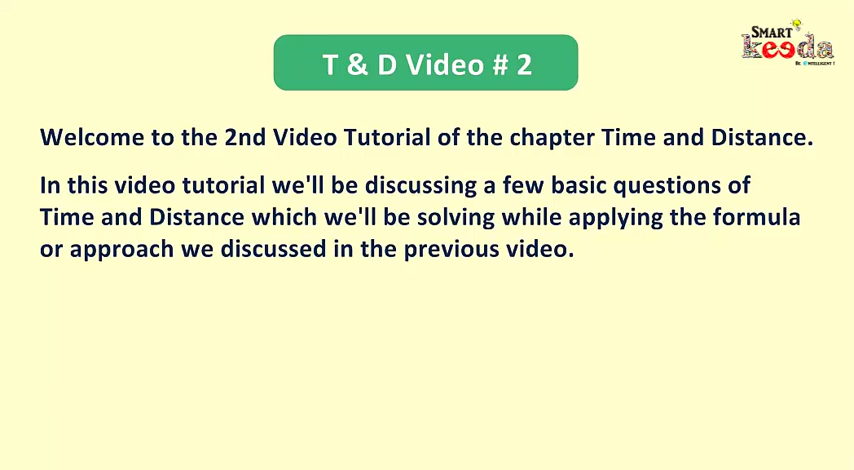 SMART
keeda
BE @NTELLIGENT !
T & D Video # 2
Welcome to the 2nd Video Tutorial of the chapter Time and Distance.
In this video tutorial we'll be discussing a few basic questions of
Time and Distance which we'll be solving while applying the formula
or approach we discussed in the previous video.